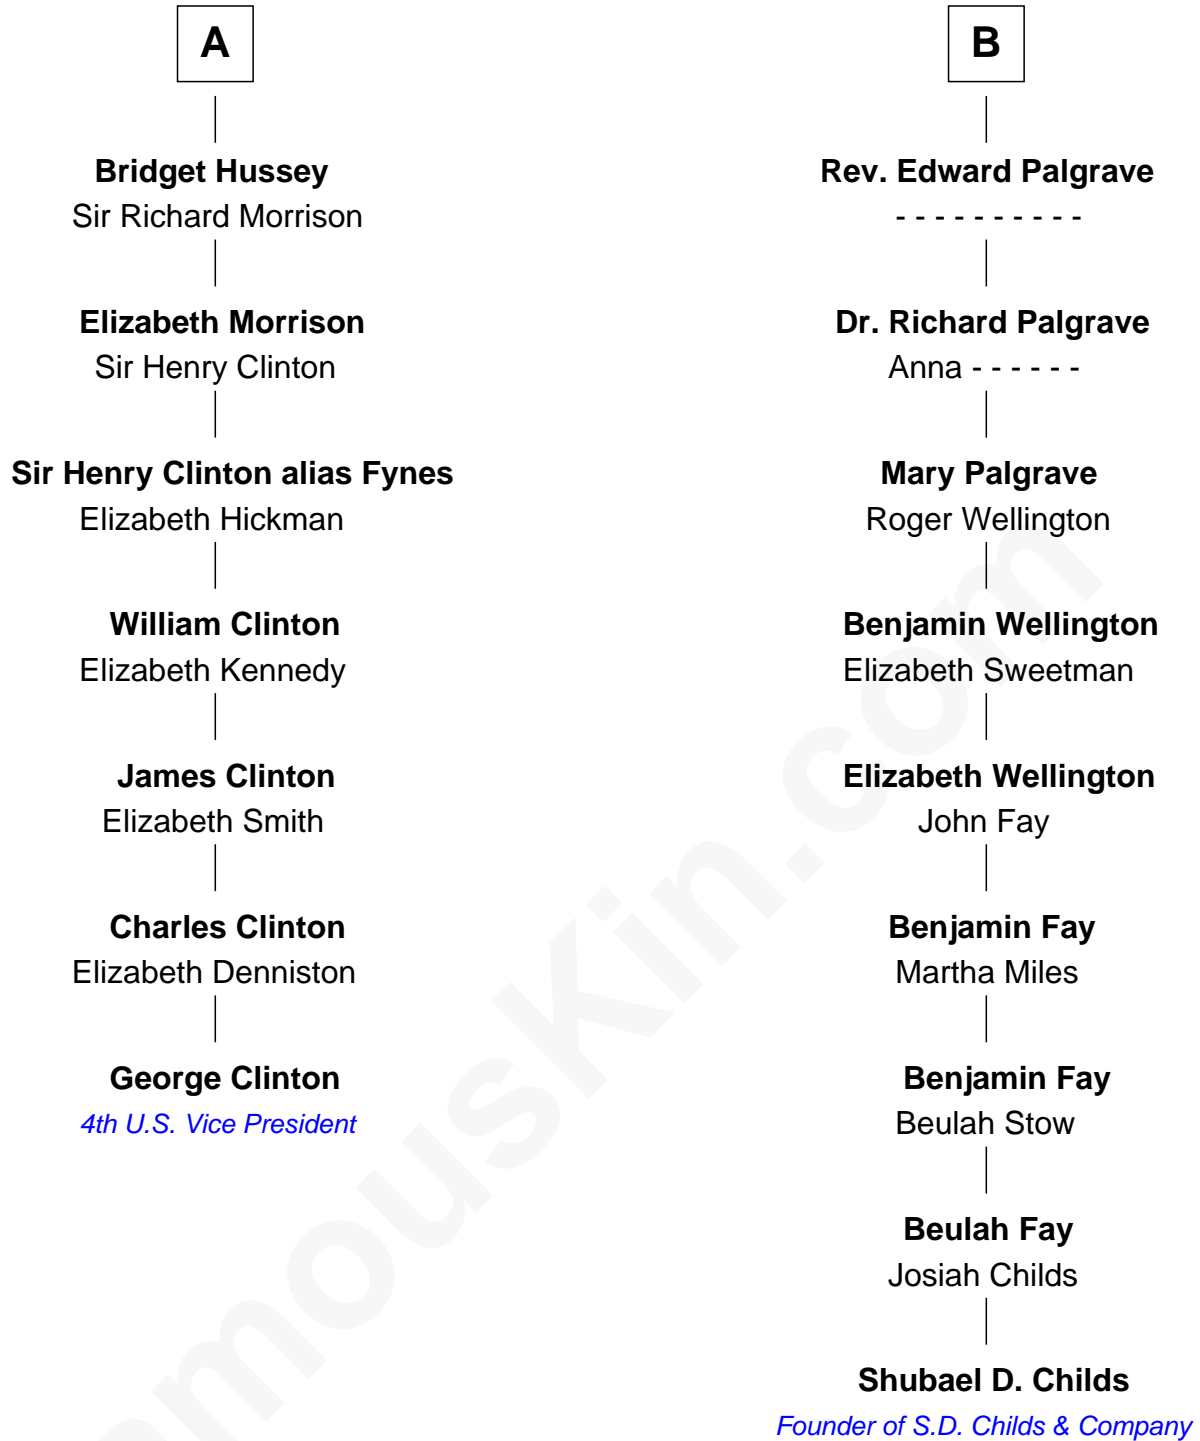 A
Bridget Hussey
Sir Richard Morrison
Elizabeth Morrison
Sir Henry Clinton
Sir Henry Clinton alias Fynes
Elizabeth Hickman
William Clinton
Elizabeth Kennedy
James Clinton
Elizabeth Smith
Charles Clinton
Elizabeth Denniston
George Clinton
4th U.S. Vice President
B
Rev. Edward Palgrave
- - - - - - - - - -
Dr. Richard Palgrave
Anna - - - - - -
Mary Palgrave
Roger Wellington
Benjamin Wellington
Elizabeth Sweetman
Elizabeth Wellington
John Fay
Benjamin Fay
Martha Miles
Benjamin Fay
Beulah Stow
Beulah Fay
Josiah Childs
Shubael D. Childs
Founder of S.D. Childs & Company
amousKin.com